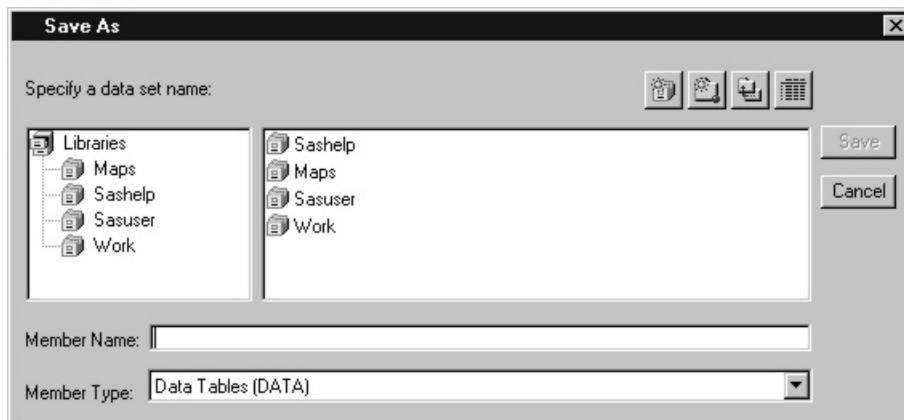 Save As
Specify a data set name:
Libraries
Maps
Sashelp
Sasuser
Work
Sashelp
Maps
Sasuser
Work
Save
Cancel
Member Name:
Member Type: Data Tables (DATA)